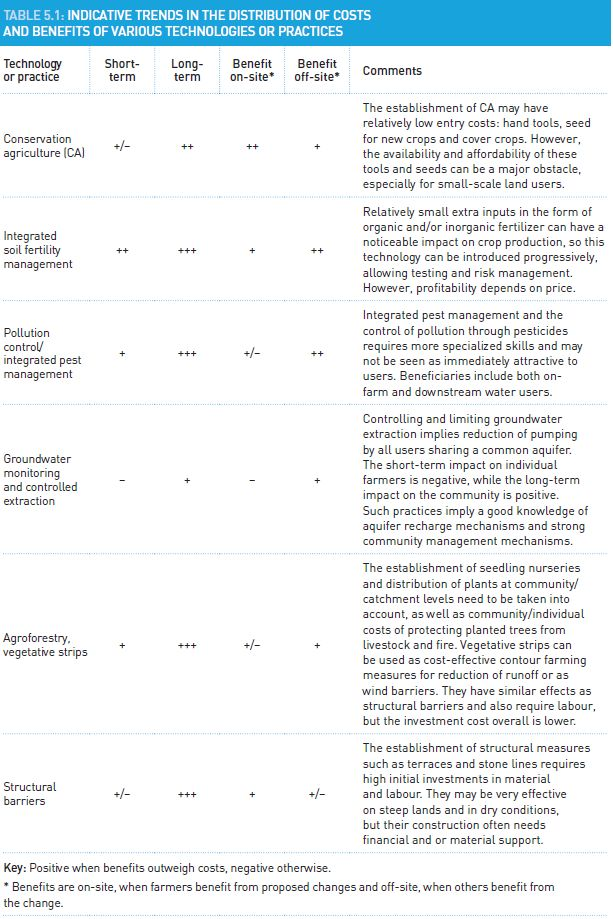 TABLE 5.1: INDICATIVE TRENDS IN THE DISTRIBUTION OF COSTS
AND BENEFITS OF VARIOUS TECHNOLOGIES OR PRACTICES
Technology
or practice
Short-
term
Long-
term
Benefit
on-site*
Benefit
off-site*
Comments
Conservation
agriculture (CA)
+/–
++
++
+
The establishment of CA may have
relatively low entry costs: hand tools, seed
for new crops and cover crops. However,
the availability and affordability of these
tools and seeds can be a major obstacle,
especially for small-scale land users.
Integrated
soil fertility
management
++
+++
+
++
Relatively small extra inputs in the form of
organic and/or inorganic fertilizer can have a
noticeable impact on crop production, so this
technology can be introduced progressively,
allowing testing and risk management.
However, profitability depends on price.
Pollution
control/
integrated pest
management
+
+++
+/–
++
Integrated pest management and the
control of pollution through pesticides
requires more specialized skills and may
not be seen as immediately attractive to
users. Beneficiaries include both on-
farm and downstream water users.
Groundwater
monitoring
and controlled
extraction
–
+
–
+
Controlling and limiting groundwater
extraction implies reduction of pumping
by all users sharing a common aquifer.
The short-term impact on individual
farmers is negative, while the long-term
impact on the community is positive.
Such practices imply a good knowledge of
aquifer recharge mechanisms and strong
community management mechanisms.
Agroforestry,
vegetative strips
+
+++
+/–
+
The establishment of seedling nurseries
and distribution of plants at community/
catchment levels need to be taken into
account, as well as community/individual
costs of protecting planted trees from
livestock and fire. Vegetative strips can
be used as cost-effective contour farming
measures for reduction of runoff or as
wind barriers. They have similar effects as
structural barriers and also require labour,
but the investment cost overall is lower.
Structural
barriers
+/–
+++
+
+/–
The establishment of structural measures
such as terraces and stone lines requires
high initial investments in material
and labour. They may be very effective
on steep lands and in dry conditions,
but their construction often needs
financial and or material support.
Key: Positive when benefits outweigh costs, negative otherwise.
* Benefits are on-site, when farmers benefit from proposed changes and off-site, when others benefit from
the change.